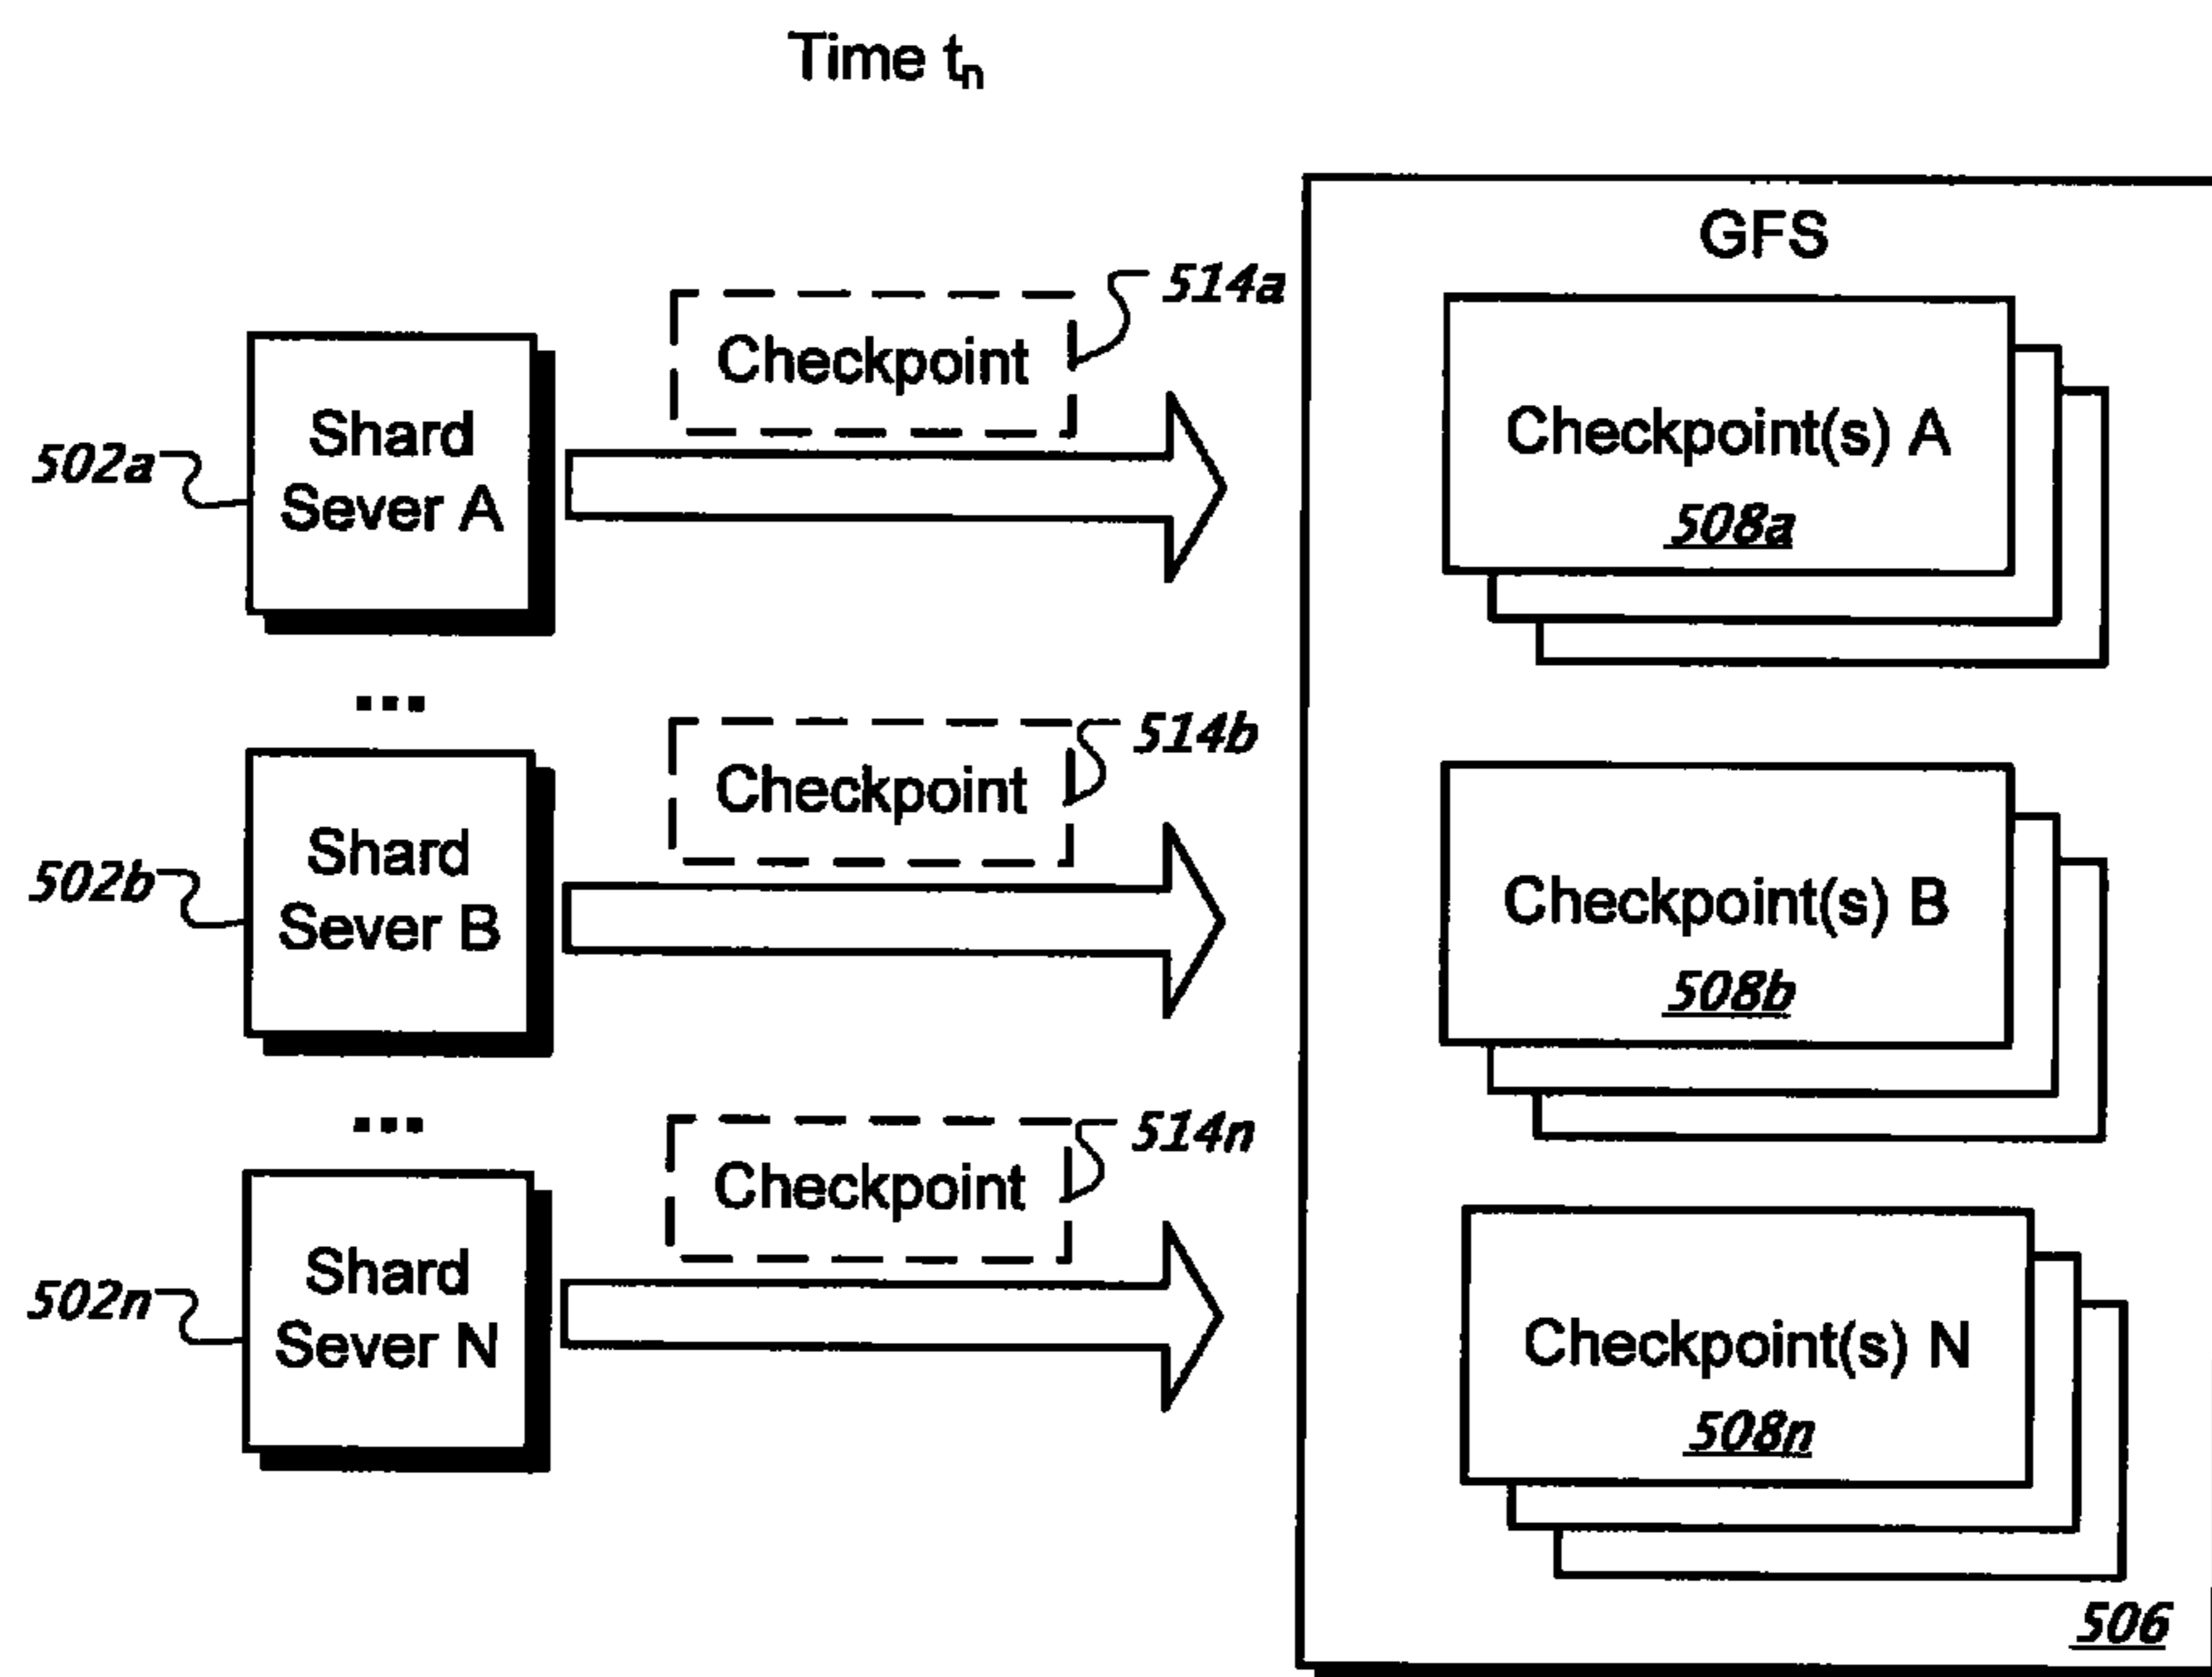 Time tn
GFS
514a
Checkpoint
Shard
Sever A
502a
Checkpoint(s) A
508a
...
514b
Checkpoint
Shard
Sever B
502b
Checkpoint(s) B
508b
...
514n
Checkpoint
Shard
Sever N
502n
Checkpoint(s) N
508n
506